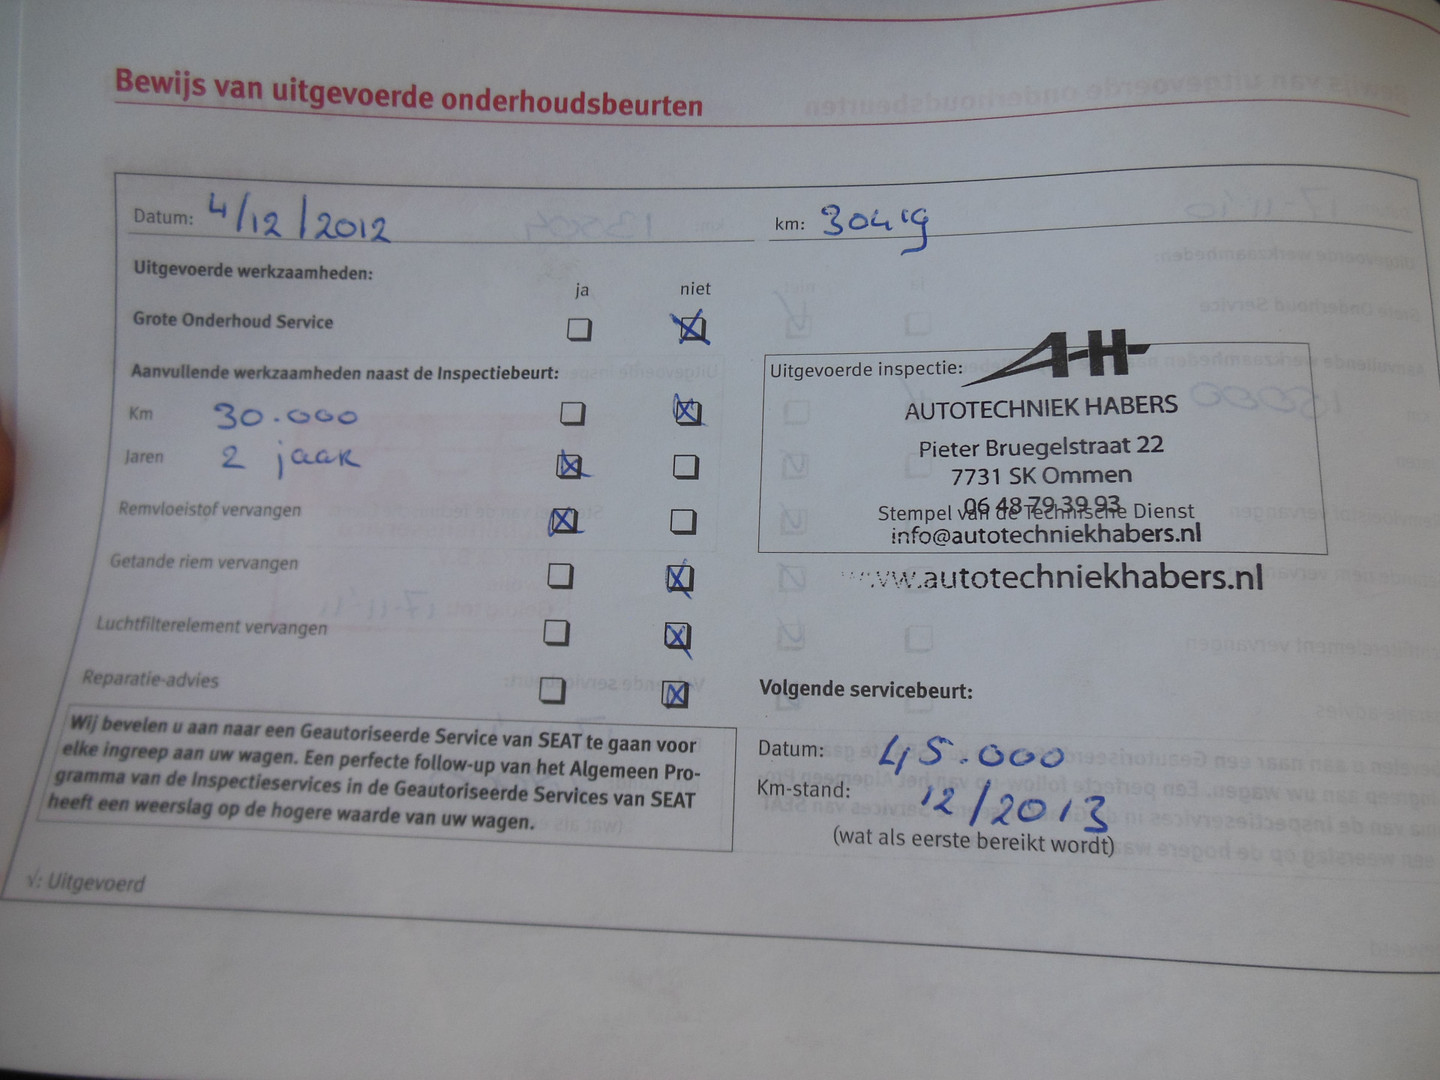 Bewijs van uitgevoerde onderhoudsbeurten
Datum: 4/12/2012
km: 30419
Uitgevoerde werkzaamheden:
ja niet
Grote Onderhoud Service
Aanvullende werkzaamheden naast de Inspectiebeurt:
Km 30.000
Jaren 2 jaar
Remvloeistof vervangen
Getande riem vervangen
Luchtfilterelement vervangen
Reparatie-advies
Wij bevelen u aan naar een Geautoriseerde Service van SEAT te gaan voor
elke ingreep aan uw wagen. Een perfecte follow-up van het Algemeen Pro-
gramma van de Inspectieservices in de Geautoriseerde Services van SEAT
heeft een weerslag op de hogere waarde van uw wagen.
√: Uitgevoerd
Uitgevoerde inspectie: A-H-
AUTOTECHNIEK HABERS
Pieter Bruegelstraat 22
7731 SK Ommen
06 48 79 39 93
Stempel van de Technische Dienst
info@autotechniekhabers.nl
www.autotechniekhabers.nl
Volgende servicebeurt:
Datum: 45.000
Km-stand: 12/2013
(wat als eerste bereikt wordt)